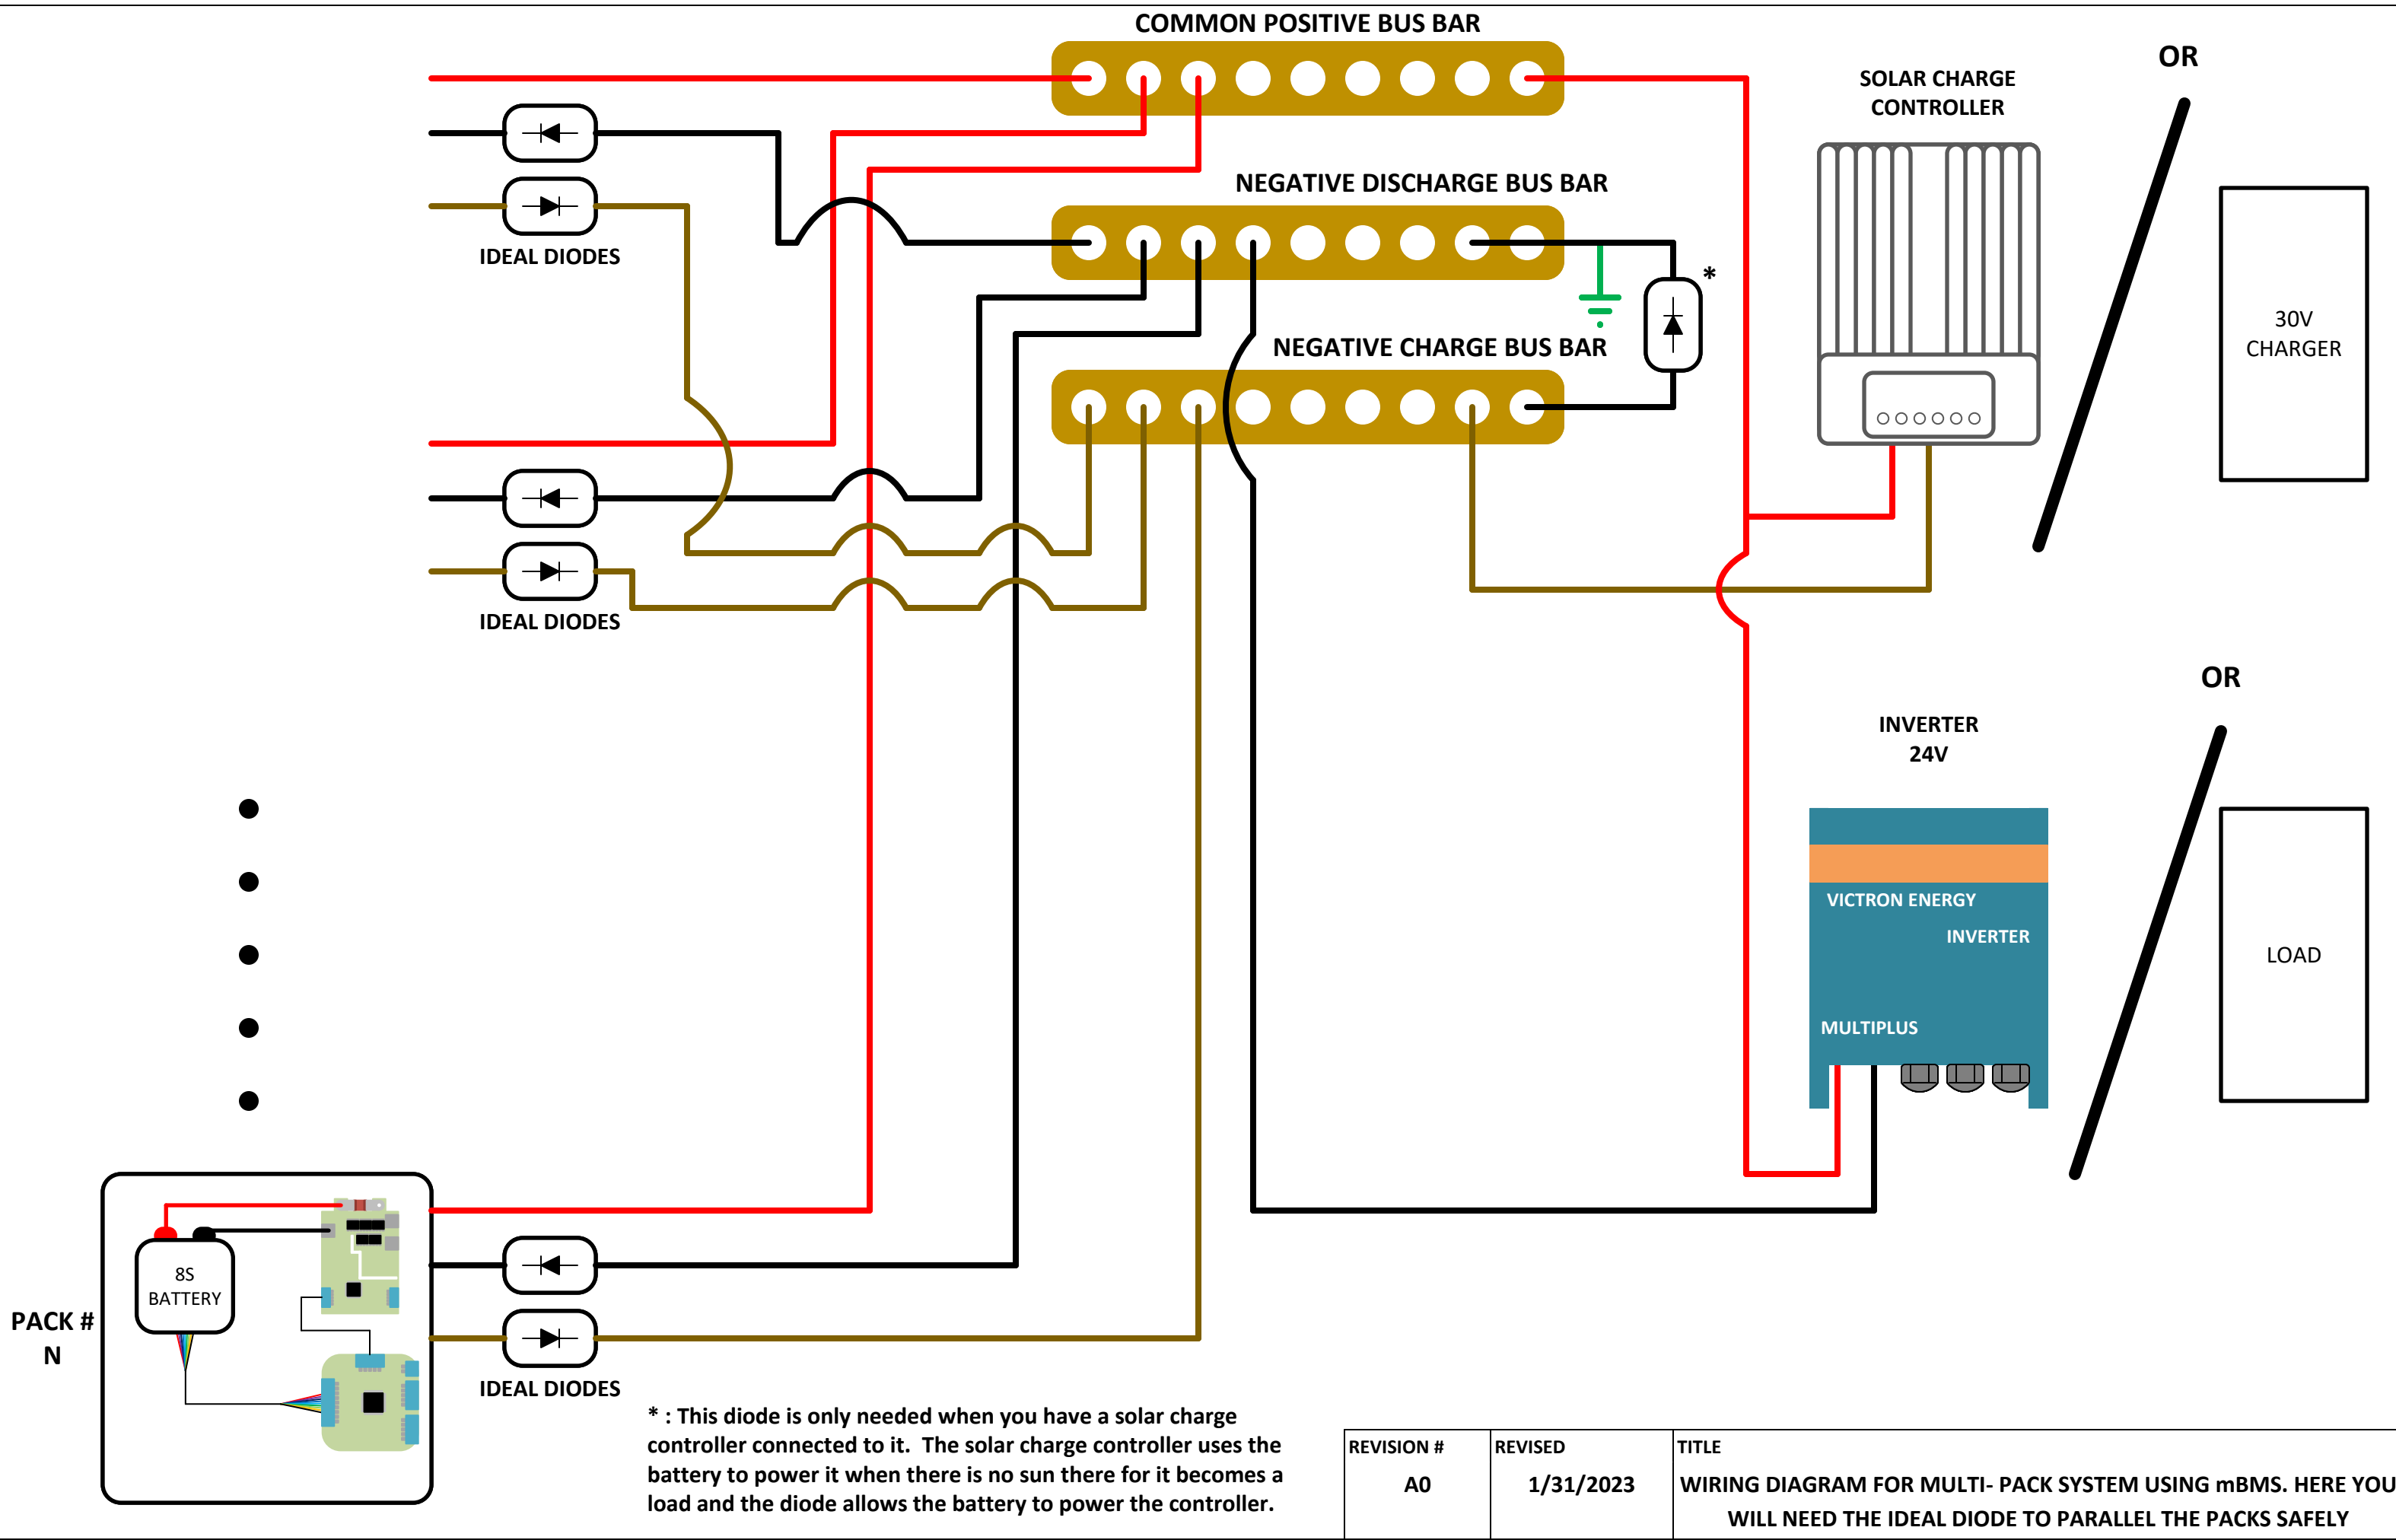 COMMON POSITIVE BUS BAR
OR
SOLAR CHARGE
CONTROLLER
NEGATIVE DISCHARGE BUS BAR
IDEAL DIODES
*
NEGATIVE CHARGE BUS BAR
30V
CHARGER
IDEAL DIODES
OR
INVERTER
24V
VICTRON ENERGY
INVERTER
LOAD
MULTIPLUS
8S
BATTERY
PACK #
N
IDEAL DIODES
* : This diode is only needed when you have a solar charge
controller connected to it. The solar charge controller uses the
battery to power it when there is no sun there for it becomes a
load and the diode allows the battery to power the controller.
REVISION #
A0
REVISED
1/31/2023
TITLE
WIRING DIAGRAM FOR MULTI- PACK SYSTEM USING mBMS. HERE YOU
WILL NEED THE IDEAL DIODE TO PARALLEL THE PACKS SAFELY